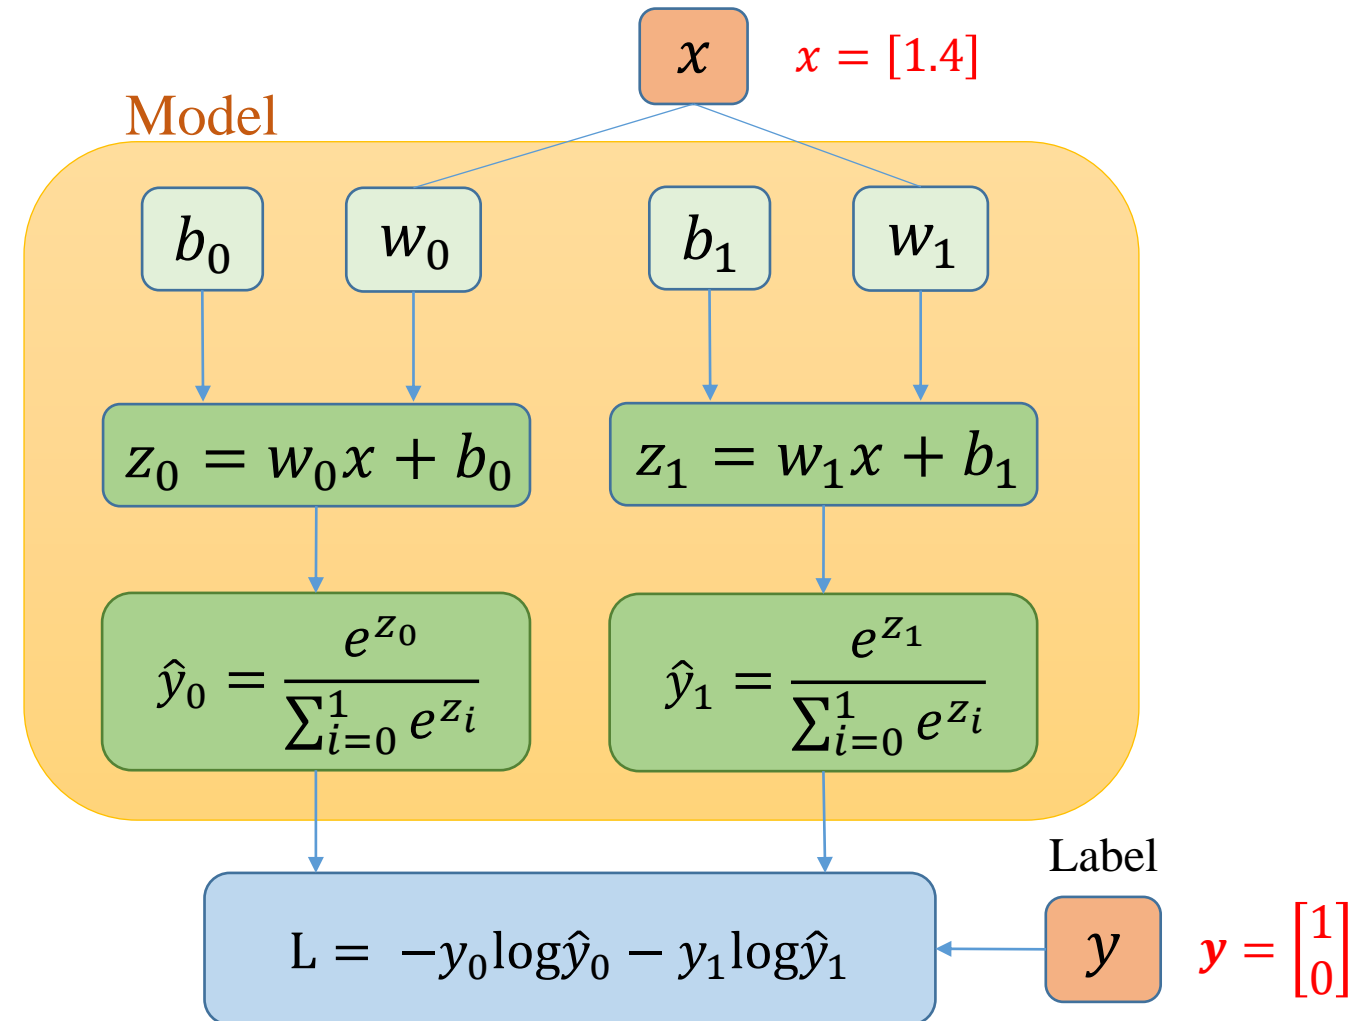 x x = [1.4]
Model
b₀ w₀ b₁ w₁
z₀ = w₀x + b₀ z₁ = w₁x + b₁
ŷ₀ = e^{z₀} / ∑_{i=0}^{1} e^{z_i} ŷ₁ = e^{z₁} / ∑_{i=0}^{1} e^{z_i}
Label
L = −y₀logŷ₀ − y₁logŷ₁ y y = [1 0]